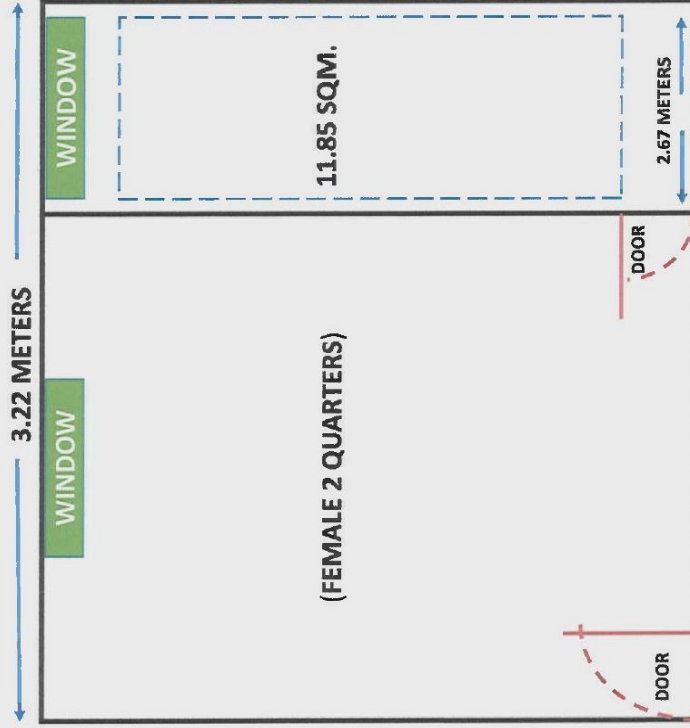 3.22 METERS
WINDOW
WINDOW
11.85 SQM.
(FEMALE 2 QUARTERS)
2.67 METERS
DOOR
DOOR